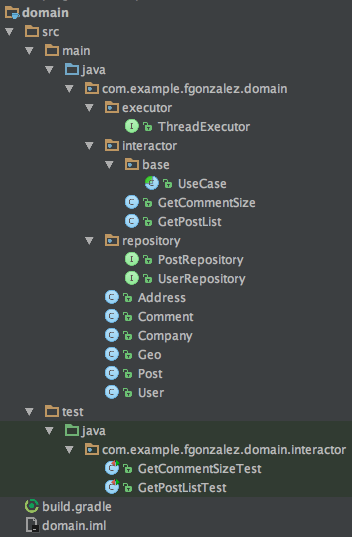 domain
src
main
java
com.example.fgonzalez.domain
executor
ThreadExecutor
interactor
base
UseCase
GetCommentSize
GetPostList
repository
PostRepository
UserRepository
Address
Comment
Company
Geo
Post
User
test
java
com.example.fgonzalez.domain.interactor
GetCommentSizeTest
GetPostListTest
build.gradle
domain.iml